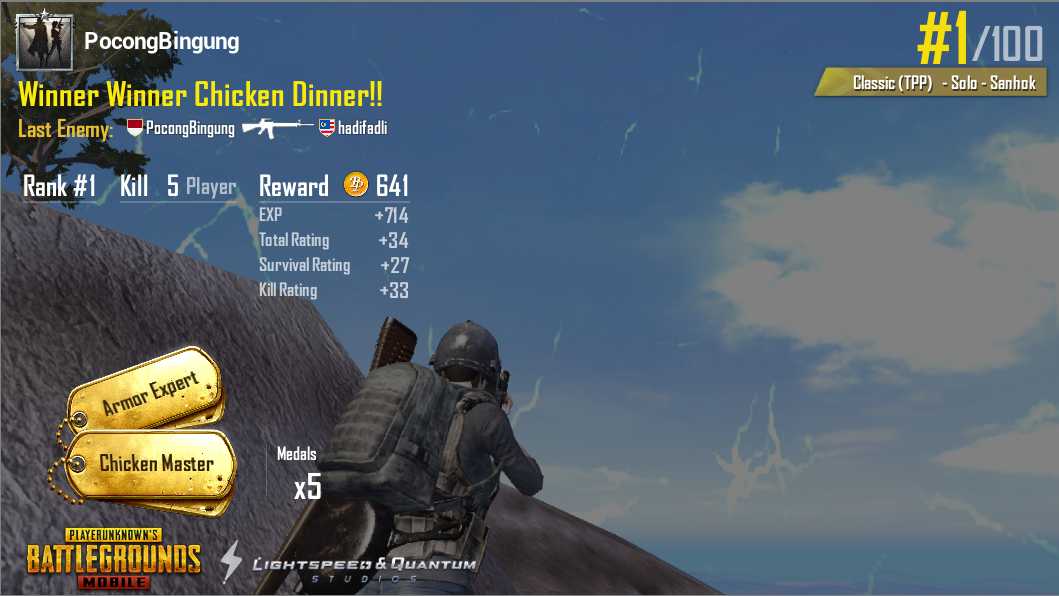 PocongBingung
#1/100
Classic (TPP) - Solo - Sanhok
Winner Winner Chicken Dinner!!
Last Enemy: PocongBingung hadifadli
Rank #1 Kill 5 Player Reward 641
EXP +714
Total Rating +34
Survival Rating +27
Kill Rating +33
Armor Expert
Chicken Master
Medals
x5
PLAYERUNKNOWN'S
BATTLEGROUNDS
MOBILE
LIGHTSPEED & QUANTUM
STUDIOS